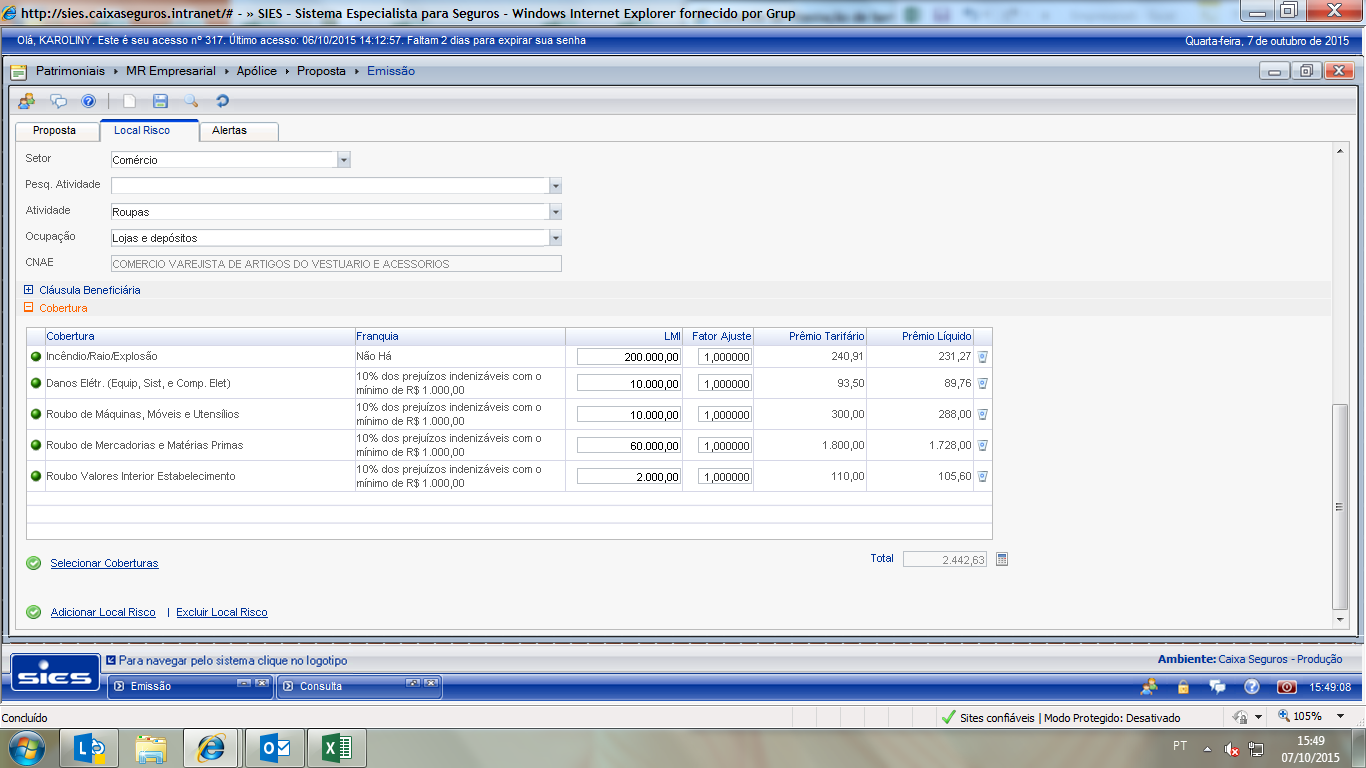 http://sies.caixaseguros.intranet/# - » SIES - Sistema Especialista para Seguros - Windows Internet Explorer fornecido por Grup
Olá, KAROLINY. Este é seu acesso nº 317. Último acesso: 06/10/2015 14:12:57. Faltam 2 dias para expirar sua senha
Quarta-feira, 7 de outubro de 2015
Patrimoniais MR Empresarial Apólice Proposta Emissão
Proposta Local Risco Alertas
Setor Comércio
Pesq. Atividade
Atividade Roupas
Ocupação Lojas e depósitos
CNAE COMERCIO VAREJISTA DE ARTIGOS DO VESTUARIO E ACESSORIOS
Cláusula Beneficiária
Cobertura
Cobertura Franquia LMI Fator Ajuste Prêmio Tarifário Prêmio Líquido
Incêndio/Raio/Explosão Não Há 200.000,00 1,000000 240,91 231,27
Danos Elétr. (Equip, Sist, e Comp. Elet) 10% dos prejuízos indenizáveis com o mínimo de R$ 1.000,00 10.000,00 1,000000 93,50 89,76
Roubo de Máquinas, Móveis e Utensílios 10% dos prejuízos indenizáveis com o mínimo de R$ 1.000,00 10.000,00 1,000000 300,00 288,00
Roubo de Mercadorias e Matérias Primas 10% dos prejuízos indenizáveis com o mínimo de R$ 1.000,00 60.000,00 1,000000 1.800,00 1.728,00
Roubo Valores Interior Estabelecimento 10% dos prejuízos indenizáveis com o mínimo de R$ 1.000,00 2.000,00 1,000000 110,00 105,60
Selecionar Coberturas
Total 2.442,63
Adicionar Local Risco | Excluir Local Risco
SIES
Para navegar pelo sistema clique no logotipo
Ambiente: Caixa Seguros - Produção
Emissão Consulta
15:49:08
Concluído
Sites confiáveis | Modo Protegido: Desativado
105%
PT
15:49
07/10/2015